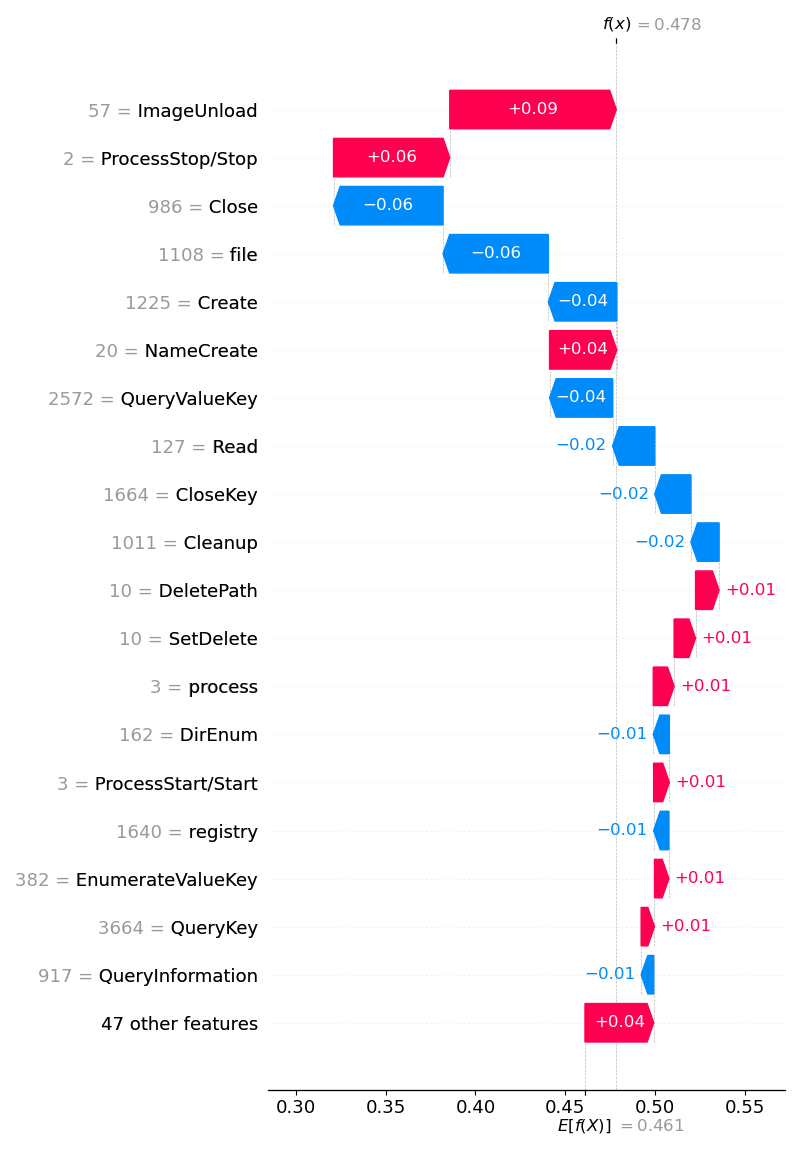 f(x) = 0.478
57 = ImageUnload +0.09
2 = ProcessStop/Stop +0.06
986 = Close −0.06
1108 = file −0.06
1225 = Create −0.04
20 = NameCreate +0.04
2572 = QueryValueKey −0.04
127 = Read −0.02
1664 = CloseKey −0.02
1011 = Cleanup −0.02
10 = DeletePath +0.01
10 = SetDelete +0.01
3 = process +0.01
162 = DirEnum −0.01
3 = ProcessStart/Start +0.01
1640 = registry −0.01
382 = EnumerateValueKey +0.01
3664 = QueryKey +0.01
917 = QueryInformation −0.01
47 other features +0.04
0.30 0.35 0.40 0.45 0.50 0.55
E[f(X)] = 0.461